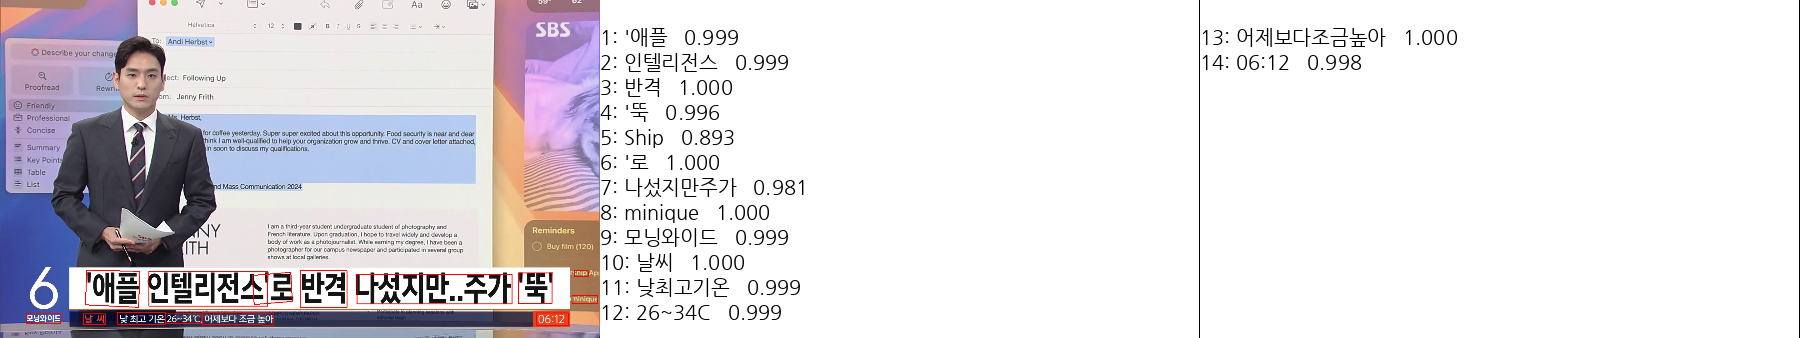 Helvetica
12
B I U S
Aa
59°
82°
SBS
To: Andi Herbst
Describe your change
Proofread
Rewr
ject: Following Up
om: Jenny Frith
Friendly
Professional
Concise
Summary
Key Points
Table
List
Ms. Herbst,
for coffee yesterday. Super super excited about this opportunity. Food security is near and dear
think I am well-qualified to help your organization grow and thrive. CV and cover letter attached,
in soon to discuss my qualifications.
nd Mass Communication 2024
NY
ITH
I am a third-year student undergraduate student of photography and
French literature. Upon graduation, I hope to travel widely and develop a
body of work as a photojournalist. While earning my degree, I have been a
photographer for our campus newspaper and participated in several group
shows at local galleries.
Reminders
Buy film (120)
6
모닝와이드
'애플 인텔리전스'로 반격 나섰지만..주가 '뚝'
날씨 낮 최고 기온 26~34℃, 어제보다 조금 높아
06:12
1: '애플 0.999
2: 인텔리전스 0.999
3: 반격 1.000
4: '뚝 0.996
5: Ship 0.893
6: '로 1.000
7: 나섰지만주가 0.981
8: minique 1.000
9: 모닝와이드 0.999
10: 날씨 1.000
11: 낮최고기온 0.999
12: 26~34C 0.999
13: 어제보다조금높아 1.000
14: 06:12 0.998